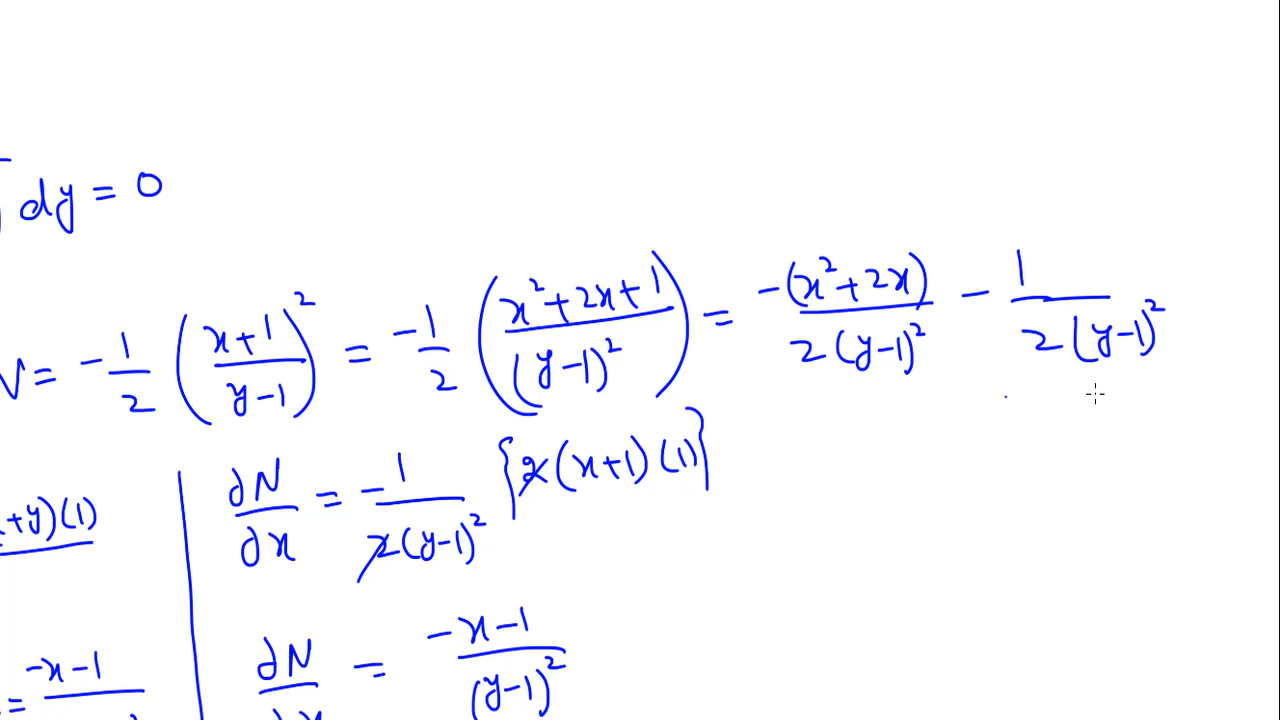 dy = 0
N = -1/2 ((x+1)/(y-1))² = -1/2 ((x²+2x+1)/(y-1)²) = -(x²+2x)/(2(y-1)²) - 1/(2(y-1)²)
+y)(1)
∂N/∂x = -1/(2(y-1)²) {2(x+1)(1)}
= -x-1
∂N/∂x = (-x-1)/(y-1)²